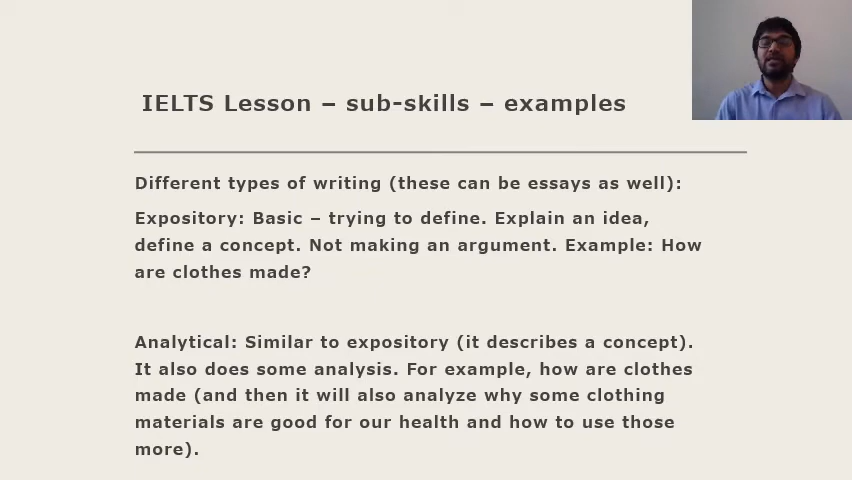 IELTS Lesson – sub-skills – examples
Different types of writing (these can be essays as well):
Expository: Basic – trying to define. Explain an idea,
define a concept. Not making an argument. Example: How
are clothes made?
Analytical: Similar to expository (it describes a concept).
It also does some analysis. For example, how are clothes
made (and then it will also analyze why some clothing
materials are good for our health and how to use those
more).